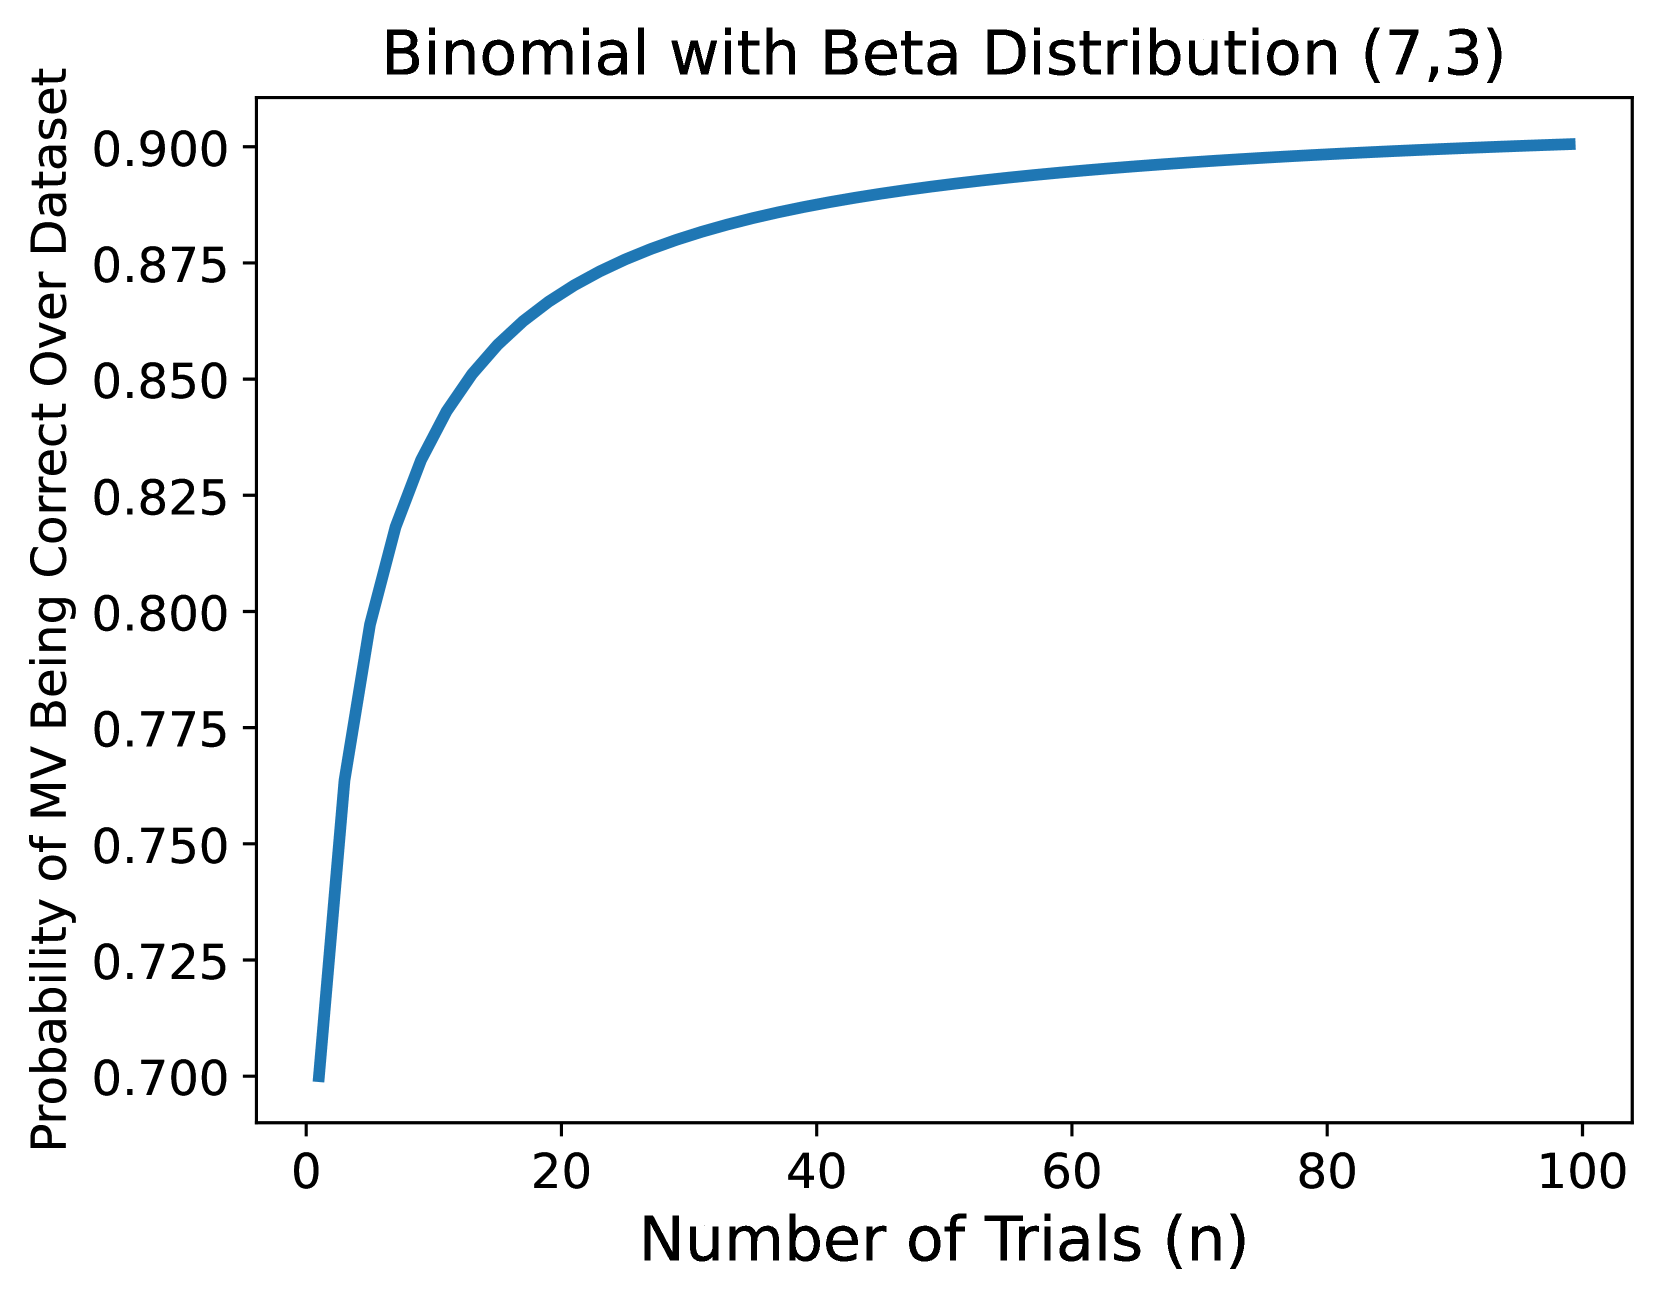 Binomial with Beta Distribution (7,3)
Probability of MV Being Correct Over Dataset
0.900
0.875
0.850
0.825
0.800
0.775
0.750
0.725
0.700
0 20 40 60 80 100
Number of Trials (n)